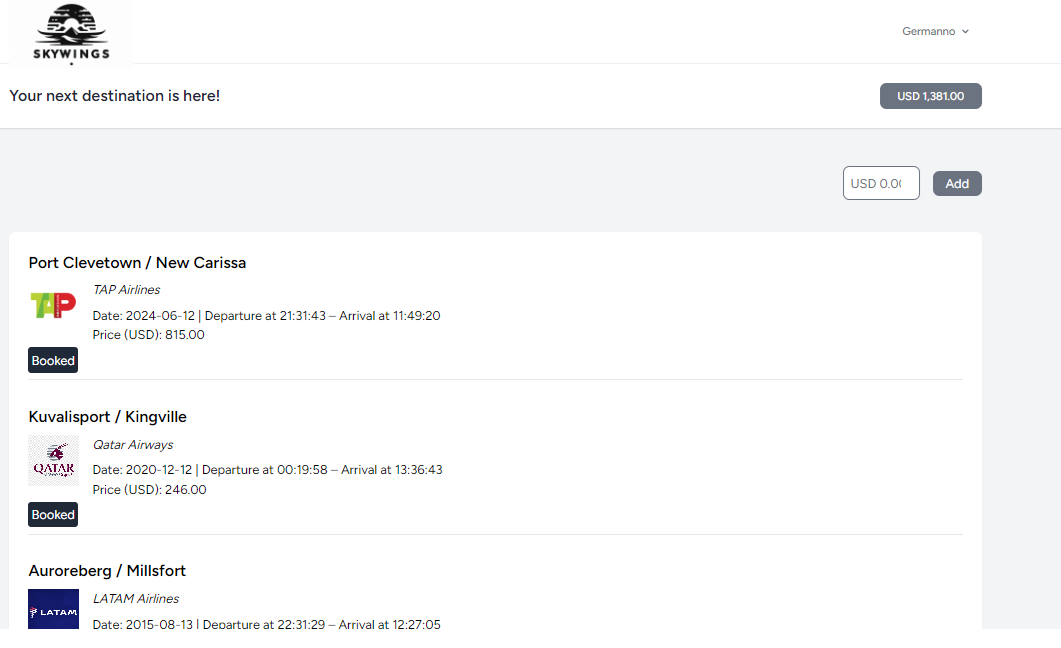 SKYWINGS
Germanno
Your next destination is here!
USD 1,381.00
USD 0.00
Add
Port Clevetown / New Carissa
TAP
TAP Airlines
Date: 2024-06-12 | Departure at 21:31:43 – Arrival at 11:49:20
Price (USD): 815.00
Booked
Kuvalisport / Kingville
QATAR
Qatar Airways
Date: 2020-12-12 | Departure at 00:19:58 – Arrival at 13:36:43
Price (USD): 246.00
Booked
Auroreberg / Millsfort
LATAM
LATAM Airlines
Date: 2015-08-13 | Departure at 22:31:29 – Arrival at 12:27:05